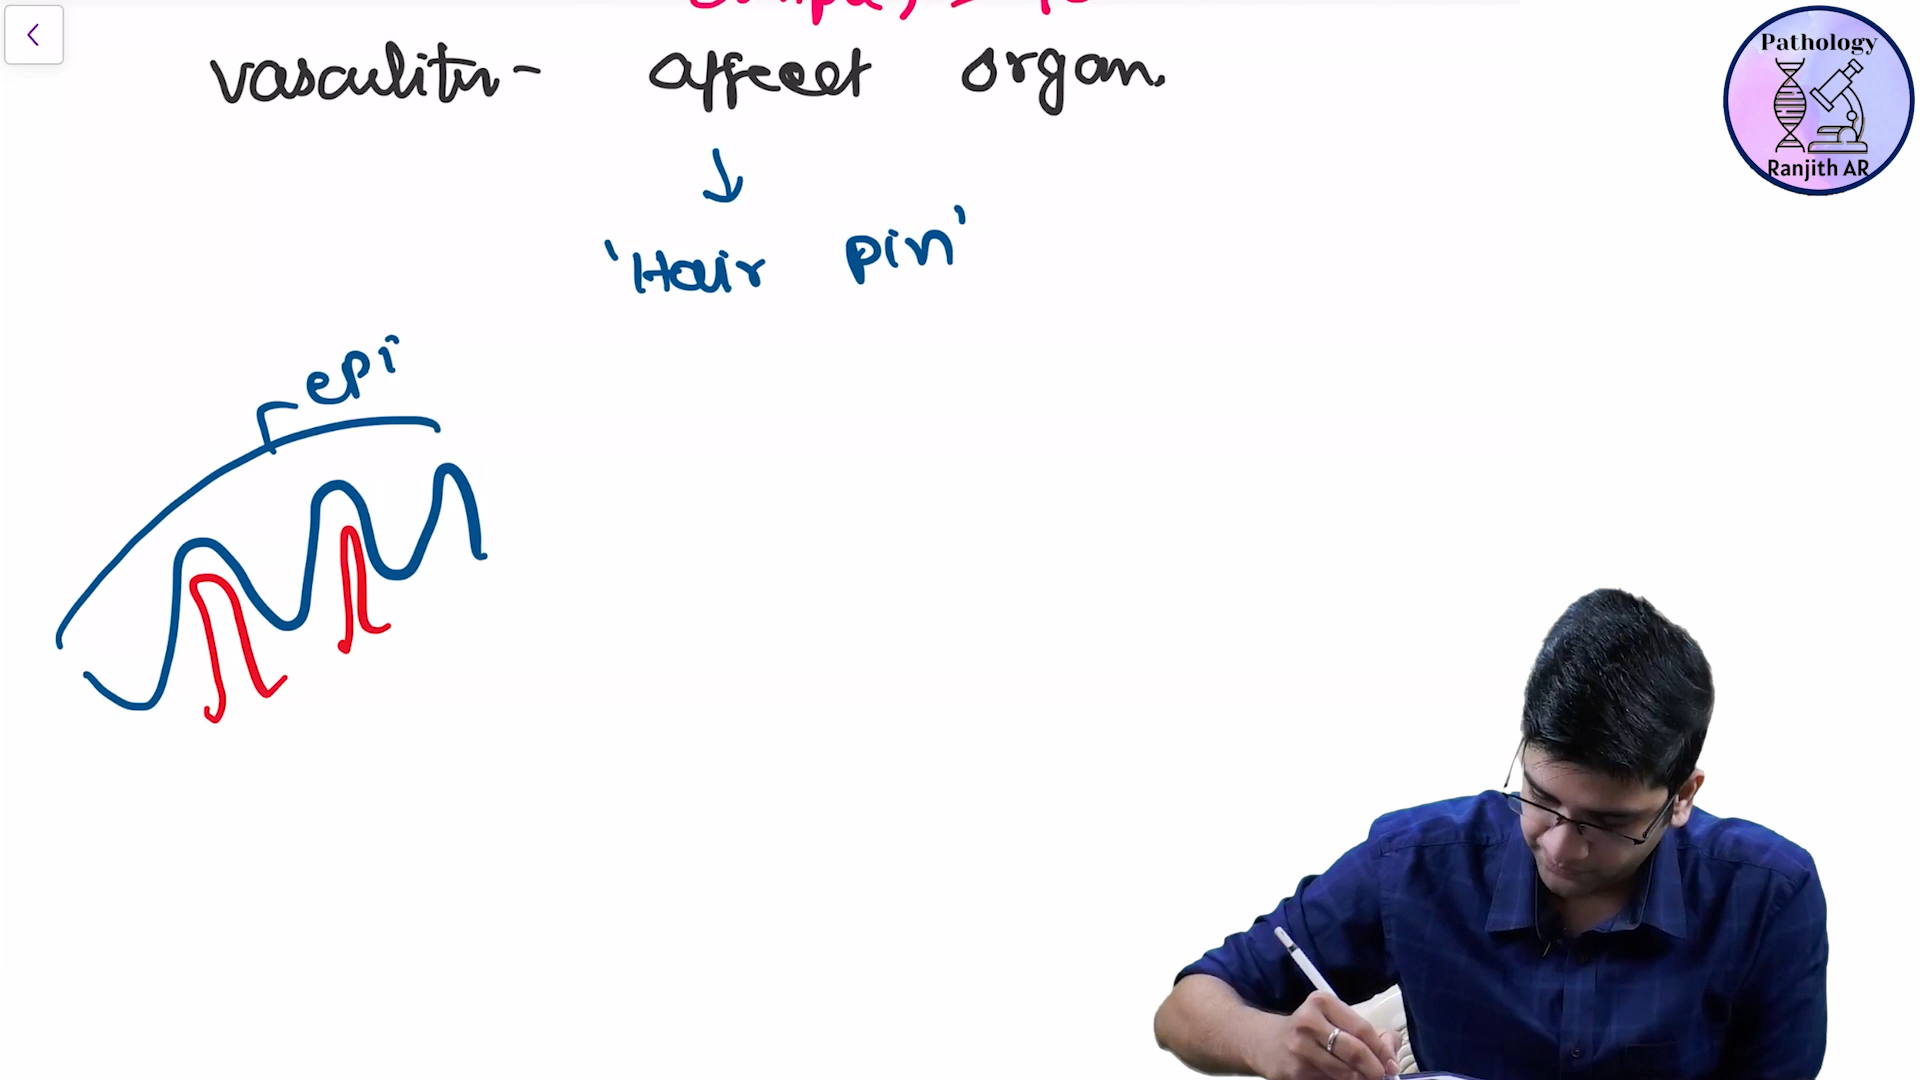 vasculitis - affect organ.
'Hair pin'
epi
Pathology
Ranjith AR